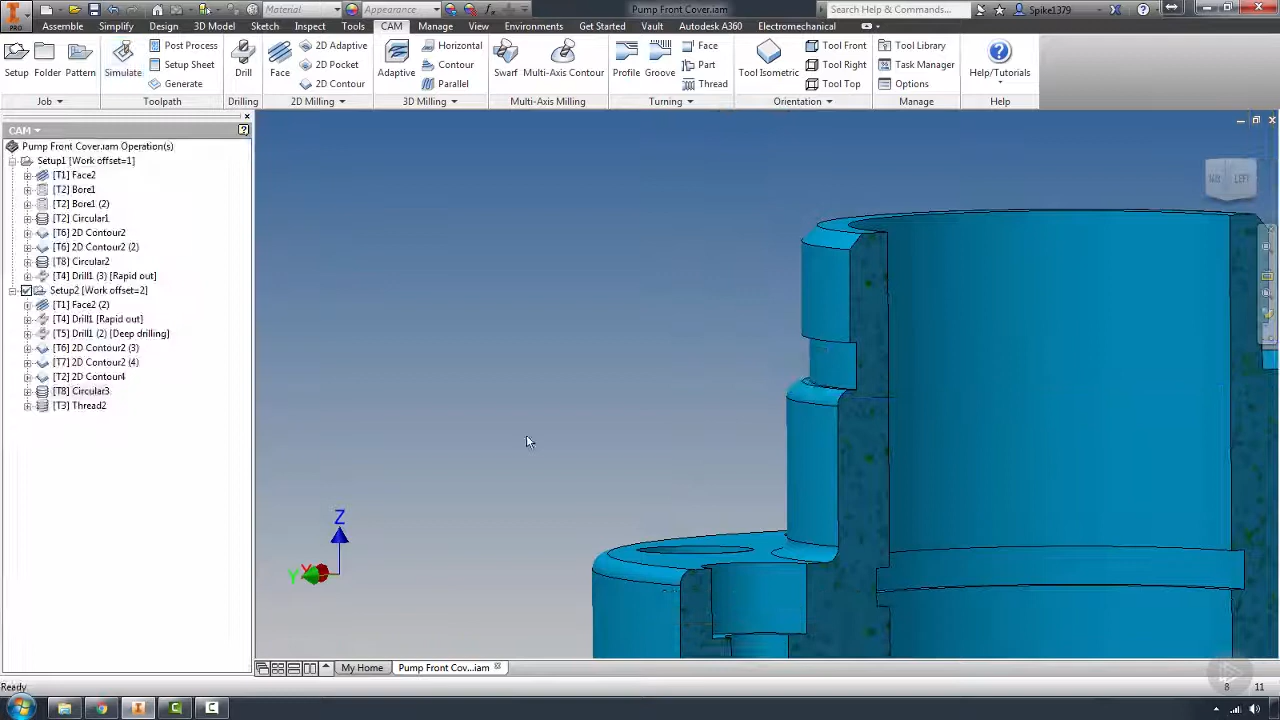 Material
Appearance
Pump Front Cover.iam
Search Help & Commands...
Spike1379
PRO
Assemble
Simplify
Design
3D Model
Sketch
Inspect
Tools
CAM
Manage
View
Environments
Get Started
Vault
Autodesk A360
Electromechanical
Setup
Folder
Pattern
Simulate
Post Process
Setup Sheet
Generate
Drill
Face
2D Adaptive
2D Pocket
2D Contour
Adaptive
Horizontal
Contour
Parallel
Swarf
Multi-Axis Contour
Profile
Groove
Face
Part
Thread
Tool Isometric
Tool Front
Tool Right
Tool Top
Tool Library
Task Manager
Options
Help/Tutorials
Job
Toolpath
Drilling
2D Milling
3D Milling
Multi-Axis Milling
Turning
Orientation
Manage
Help
CAM
Pump Front Cover.iam Operation(s)
Setup1 [Work offset=1]
[T1] Face2
[T2] Bore1
[T2] Bore1 (2)
[T2] Circular1
[T6] 2D Contour2
[T6] 2D Contour2 (2)
[T8] Circular2
[T4] Drill1 (3) [Rapid out]
Setup2 [Work offset=2]
[T1] Face2 (2)
[T4] Drill1 [Rapid out]
[T5] Drill1 (2) [Deep drilling]
[T6] 2D Contour2 (3)
[T7] 2D Contour2 (4)
[T2] 2D Contour4
[T8] Circular3
[T3] Thread2
LEFT
Z
Y
X
My Home
Pump Front Cov...iam
Ready
8
11